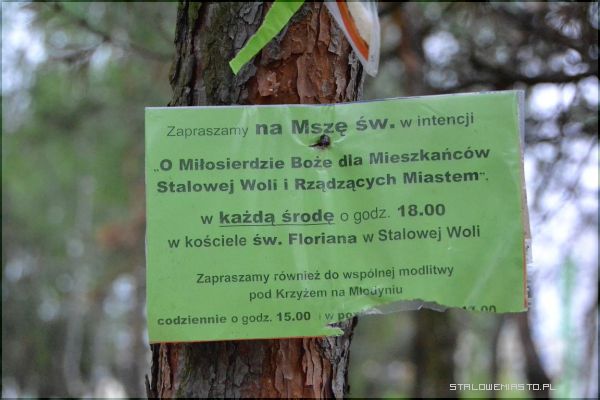 Zapraszamy na Mszę św. w intencji
„O Miłosierdzie Boże dla Mieszkańców
Stalowej Woli i Rządzących Miastem”.
w każdą środę o godz. 18.00
w kościele św. Floriana w Stalowej Woli
Zapraszamy również do wspólnej modlitwy
pod Krzyżem na Młodyniu
codziennie o godz. 15.00 i w
STALOWEMIASTO.PL